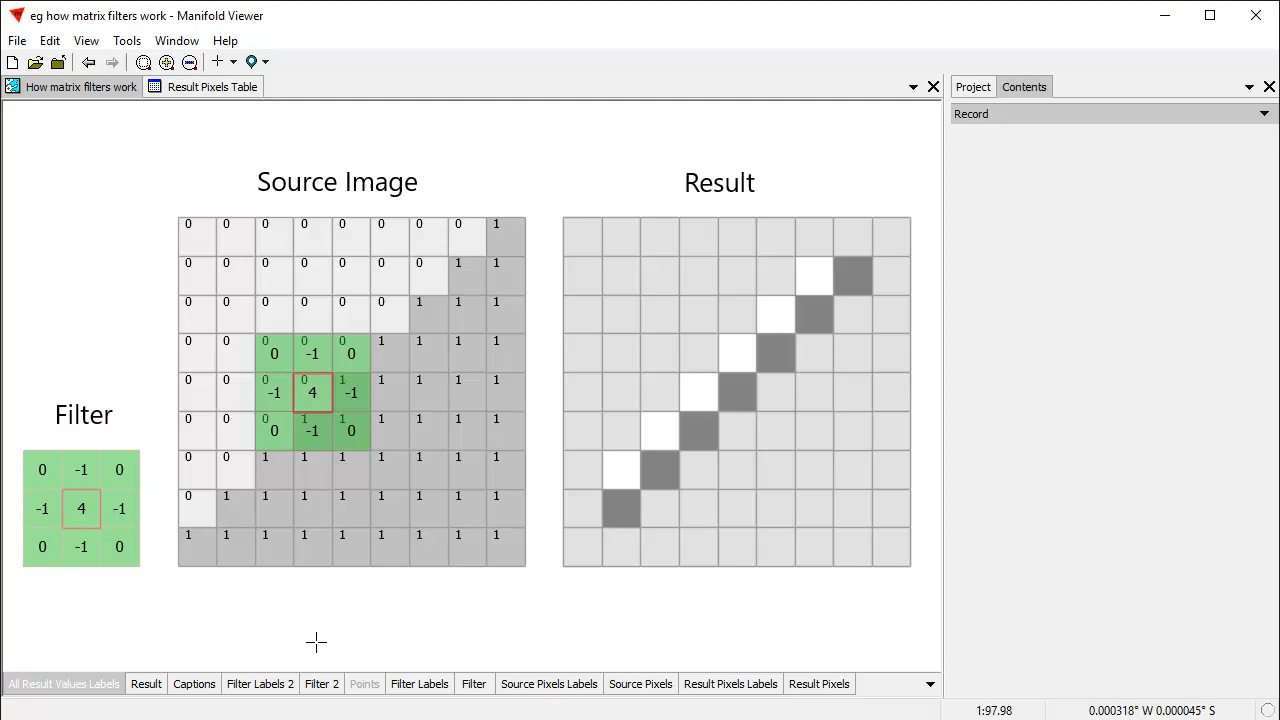 eg how matrix filters work - Manifold Viewer
File Edit View Tools Window Help
How matrix filters work Result Pixels Table
Project Contents
Record
Source Image Result
0 0 0 0 0 0 0 0 1
0 0 0 0 0 0 0 1 1
0 0 0 0 0 0 1 1 1
0 0 0 0 0 1 1 1 1
0 -1 0
0 0 0 0 1 1 1 1 1
-1 4 -1
0 0 0 1 1 1 1 1 1
0 -1 0
0 0 1 1 1 1 1 1 1
0 1 1 1 1 1 1 1 1
1 1 1 1 1 1 1 1 1
Filter
0 -1 0
-1 4 -1
0 -1 0
All Result Values Labels Result Captions Filter Labels 2 Filter 2 Points Filter Labels Filter Source Pixels Labels Source Pixels Result Pixels Labels Result Pixels
1:97.98 0.000318° W 0.000045° S